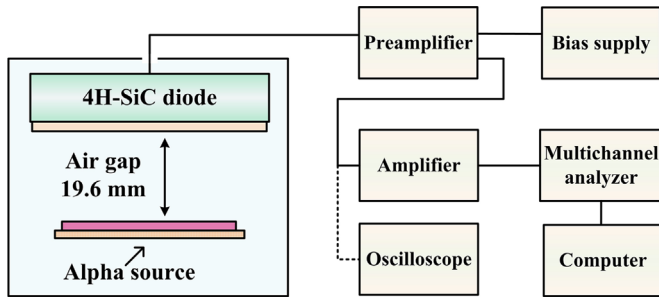 4H-SiC diode
Air gap
19.6 mm
Alpha source
Preamplifier
Bias supply
Amplifier
Multichannel
analyzer
Oscilloscope
Computer